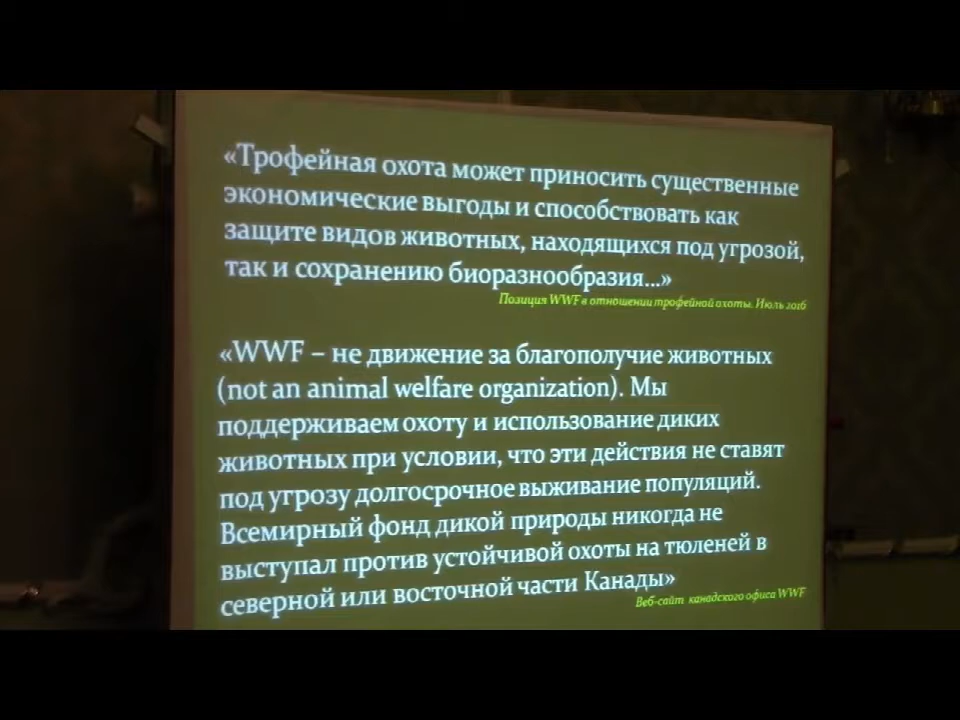 «Трофейная охота может приносить существенные
экономические выгоды и способствовать как
защите видов животных, находящихся под угрозой,
так и сохранению биоразнообразия...»
Позиция WWF в отношении трофейной охоты. Июль 2016
«WWF – не движение за благополучие животных
(not an animal welfare organization). Мы
поддерживаем охоту и использование диких
животных при условии, что эти действия не ставят
под угрозу долгосрочное выживание популяций.
Всемирный фонд дикой природы никогда не
выступал против устойчивой охоты на тюленей в
северной или восточной части Канады»
Веб-сайт канадского офиса WWF